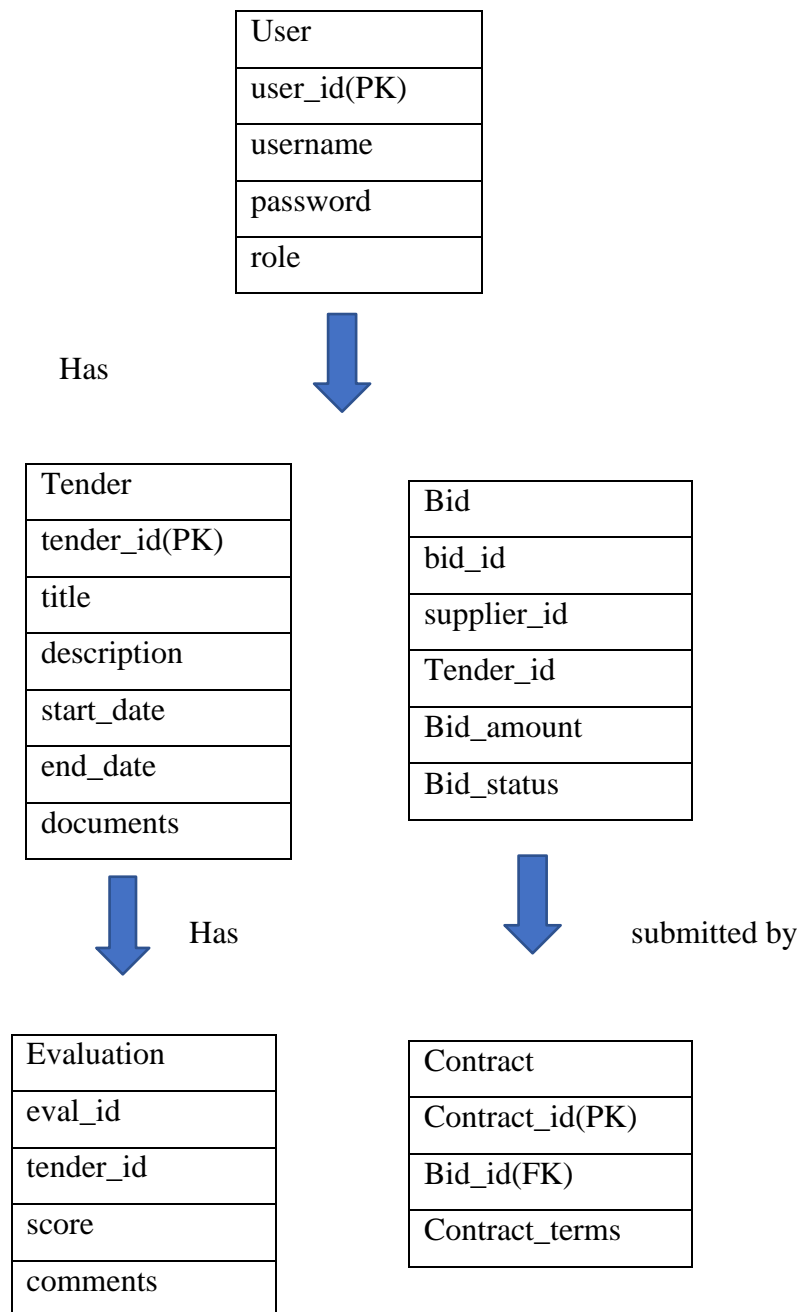 User
user_id(PK)
username
password
role
Has
Tender
tender_id(PK)
title
description
start_date
end_date
documents
Bid
bid_id
supplier_id
Tender_id
Bid_amount
Bid_status
Has
submitted by
Evaluation
eval_id
tender_id
score
comments
Contract
Contract_id(PK)
Bid_id(FK)
Contract_terms